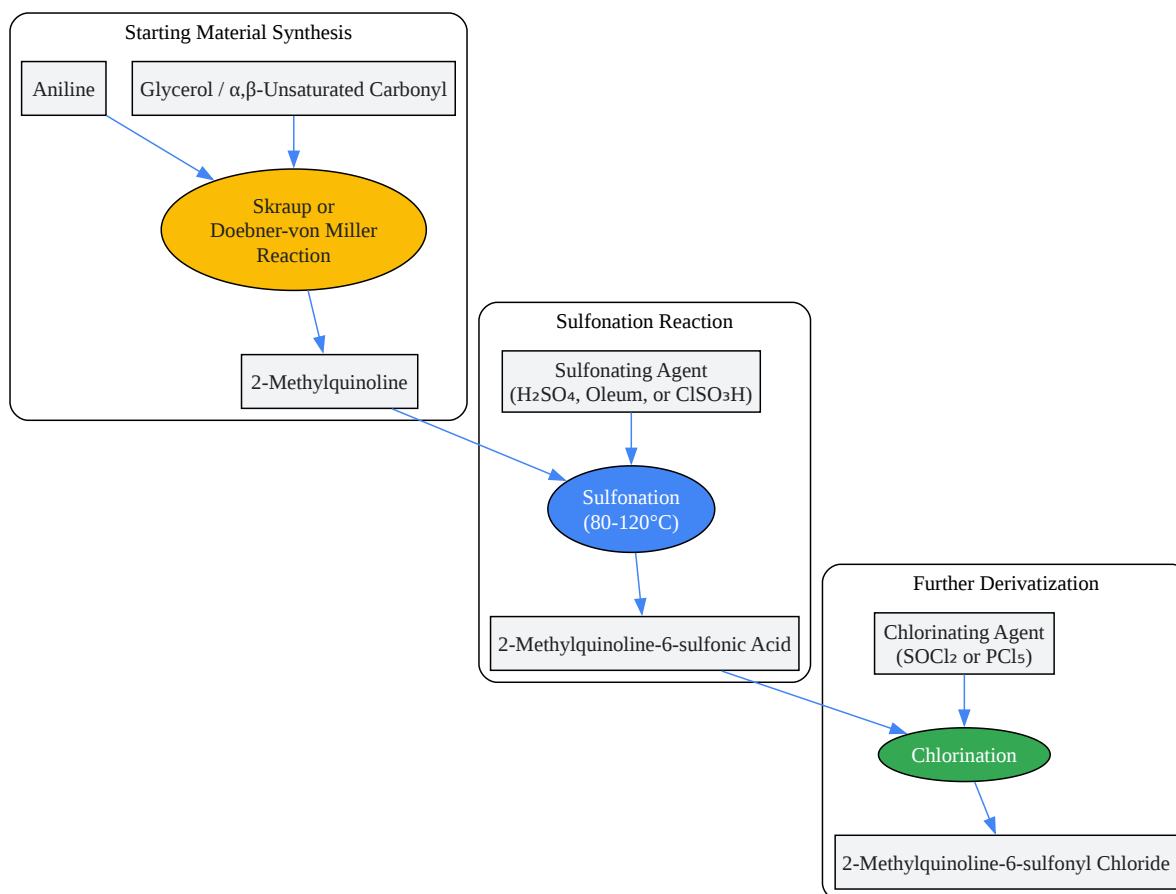 Starting Material Synthesis
Aniline
Glycerol / α,β-Unsaturated Carbonyl
Skraup or
Doebner-von Miller
Reaction
2-Methylquinoline
Sulfonation Reaction
Sulfonating Agent
(H₂SO₄, Oleum, or ClSO₃H)
Sulfonation
(80-120°C)
2-Methylquinoline-6-sulfonic Acid
Further Derivatization
Chlorinating Agent
(SOCl₂ or PCl₅)
Chlorination
2-Methylquinoline-6-sulfonyl Chloride